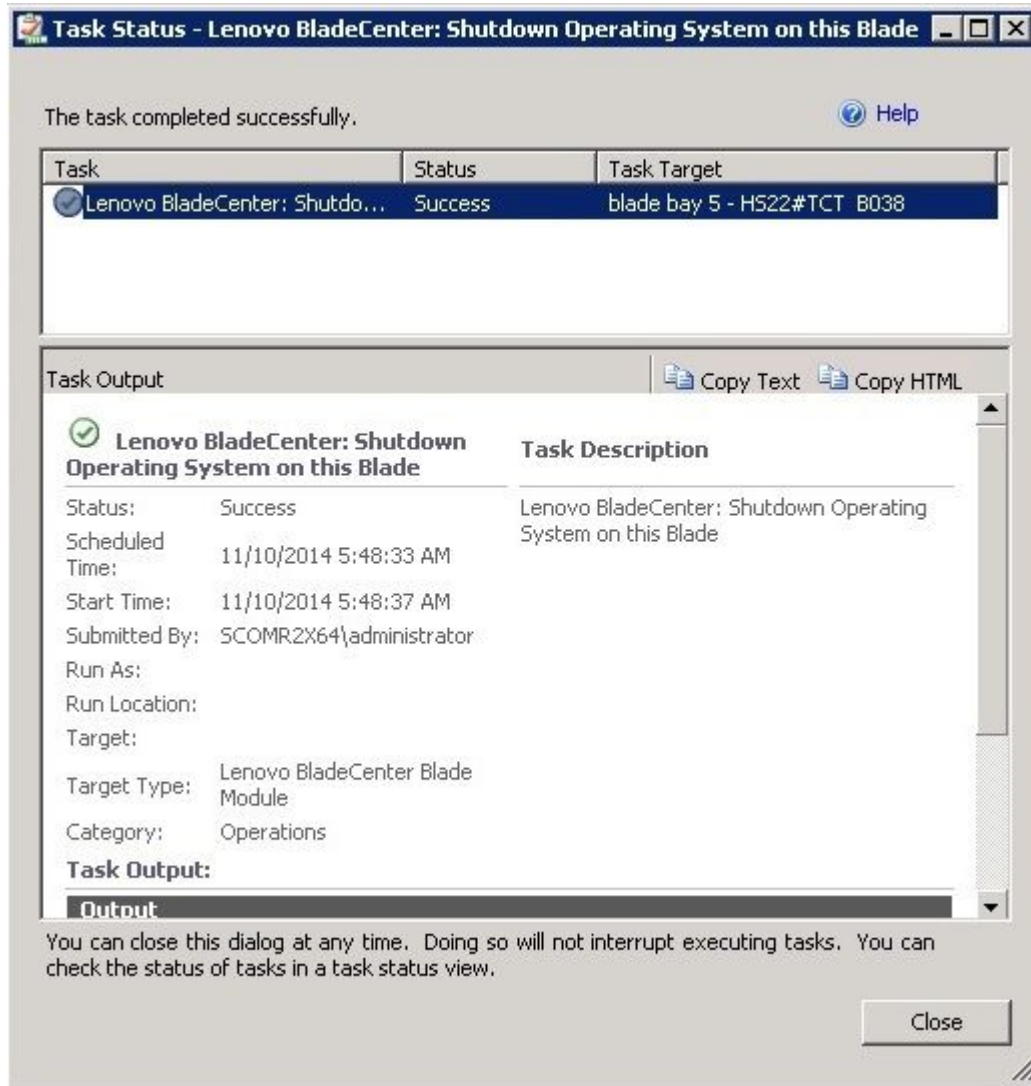 Task Status - Lenovo BladeCenter: Shutdown Operating System on this Blade
The task completed successfully.
Help
Task Status Task Target
Lenovo BladeCenter: Shutdo... Success blade bay 5 - HS22#TCT B038
Task Output
Copy Text Copy HTML
Lenovo BladeCenter: Shutdown
Operating System on this Blade
Task Description
Status: Success
Lenovo BladeCenter: Shutdown Operating
System on this Blade
Scheduled
Time:
11/10/2014 5:48:33 AM
Start Time: 11/10/2014 5:48:37 AM
Submitted By: SCOMR2X64\administrator
Run As:
Run Location:
Target:
Target Type:
Lenovo BladeCenter Blade
Module
Category: Operations
Task Output:
Output
You can close this dialog at any time. Doing so will not interrupt executing tasks. You can
check the status of tasks in a task status view.
Close